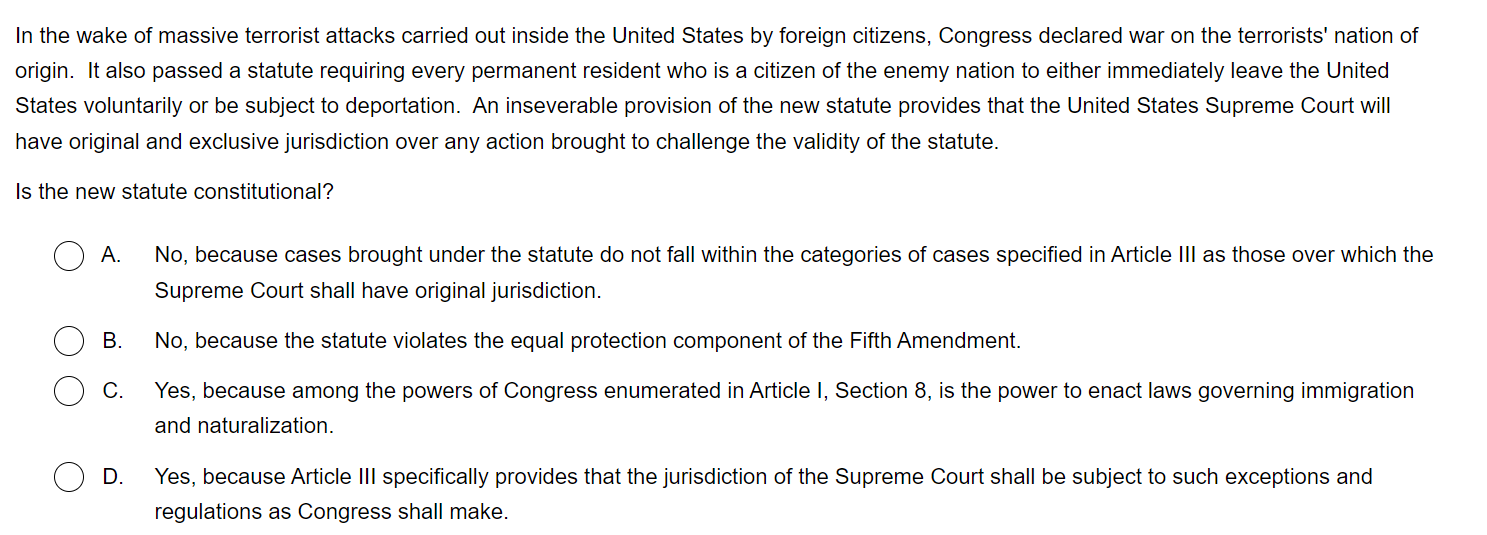 In the wake of massive terrorist attacks carried out inside the United States by foreign citizens, Congress declared war on the terrorists' nation of
origin.  It also passed a statute requiring every permanent resident who is a citizen of the enemy nation to either immediately leave the United
States voluntarily or be subject to deportation.  An inseverable provision of the new statute provides that the United States Supreme Court will
have original and exclusive jurisdiction over any action brought to challenge the validity of the statute.
Is the new statute constitutional?
A. No, because cases brought under the statute do not fall within the categories of cases specified in Article III as those over which the
Supreme Court shall have original jurisdiction.
B. No, because the statute violates the equal protection component of the Fifth Amendment.
C. Yes, because among the powers of Congress enumerated in Article I, Section 8, is the power to enact laws governing immigration
and naturalization.
D. Yes, because Article III specifically provides that the jurisdiction of the Supreme Court shall be subject to such exceptions and
regulations as Congress shall make.